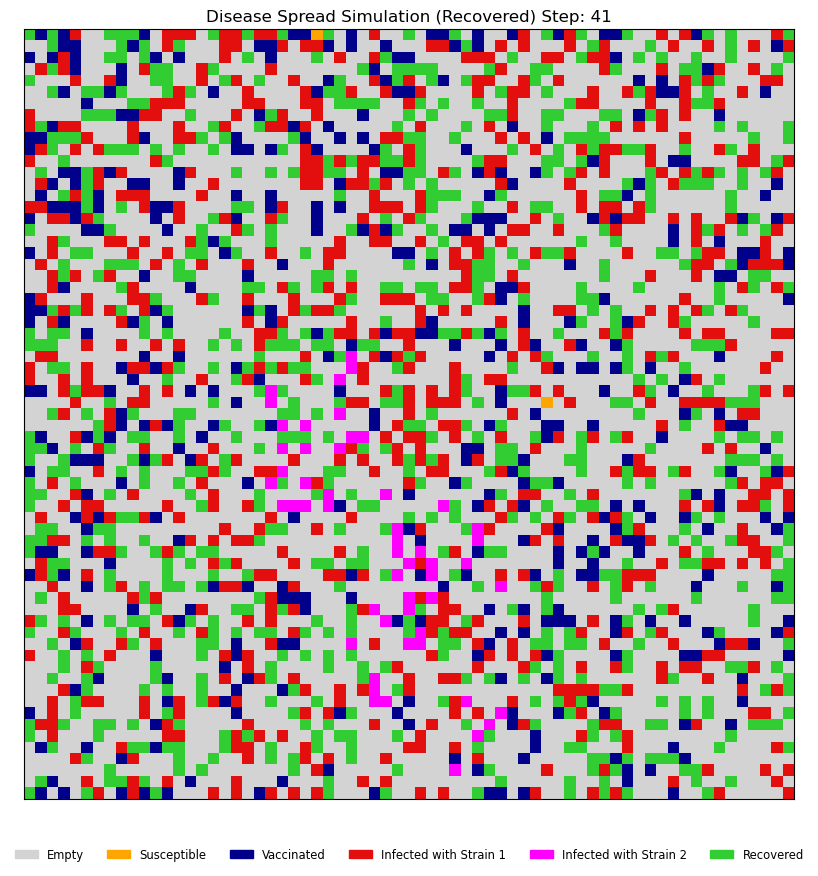 Disease Spread Simulation (Recovered) Step: 41
Empty Susceptible Vaccinated Infected with Strain 1 Infected with Strain 2 Recovered